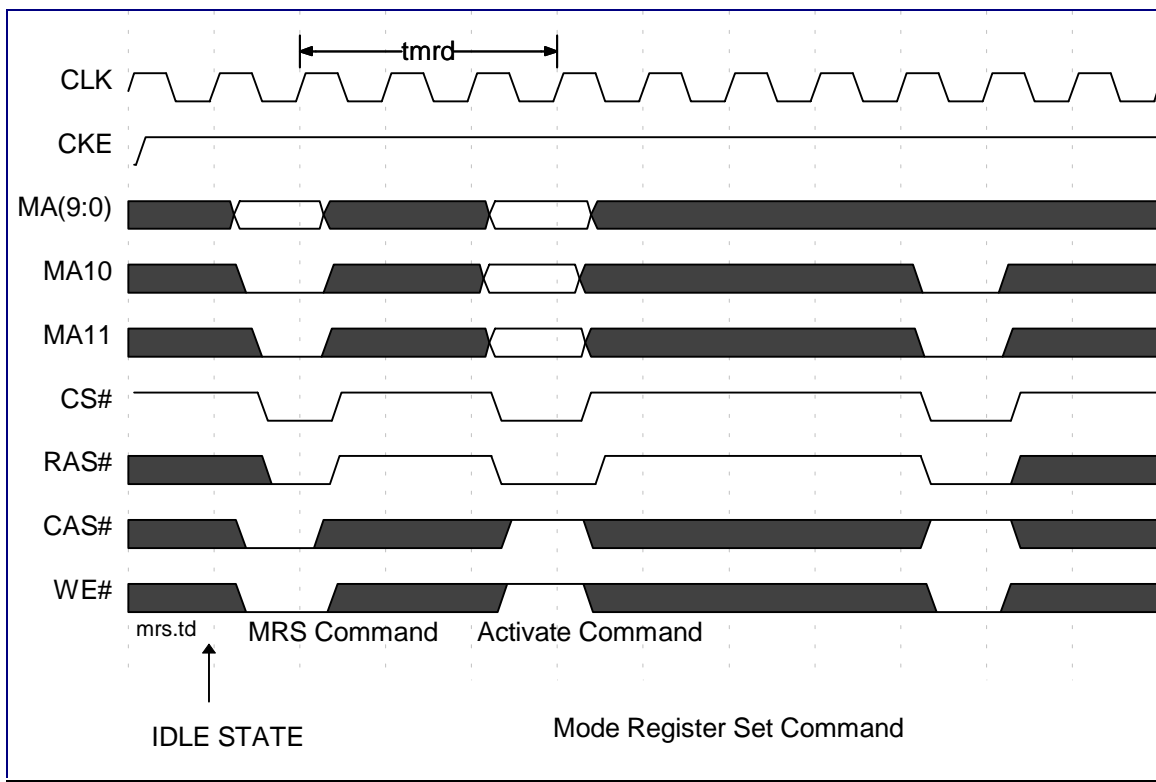 tmrd
CLK
CKE
MA(9:0)
MA10
MA11
CS#
RAS#
CAS#
WE#
mrs.td MRS Command Activate Command
IDLE STATE
Mode Register Set Command